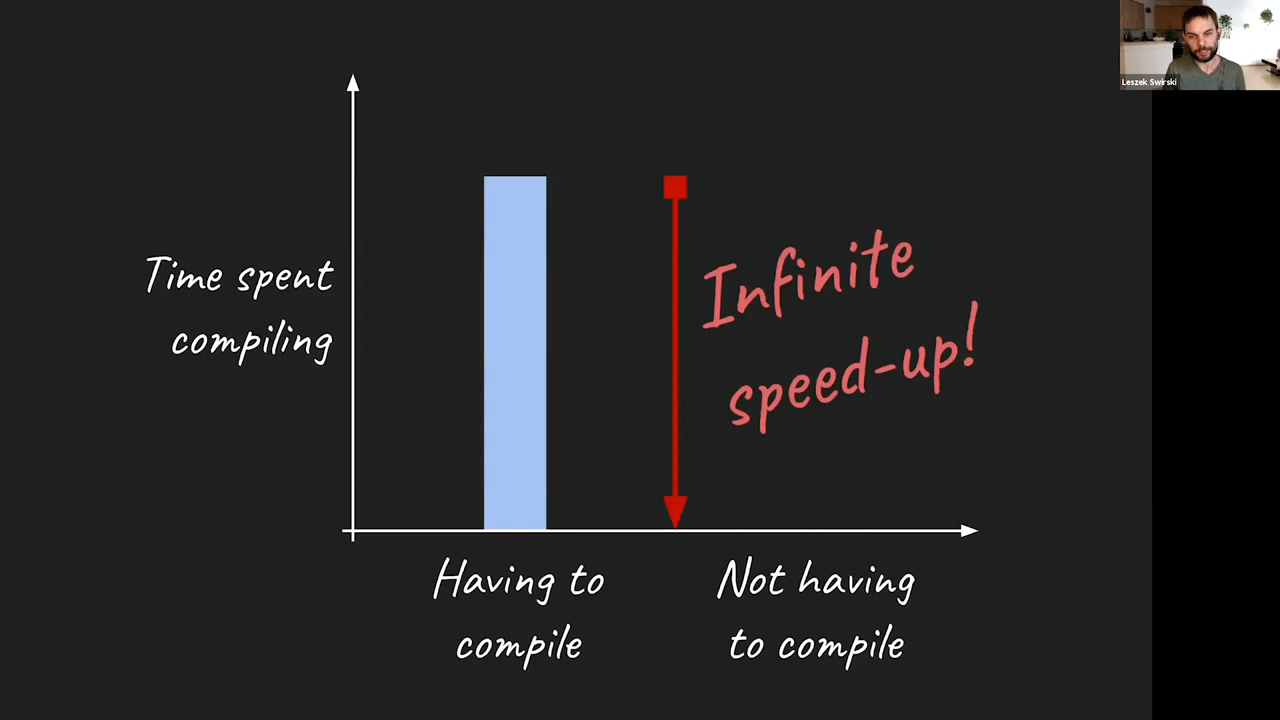 Leszek Swirski
Time spent
compiling
Infinite
speed-up!
Having to
compile
Not having
to compile